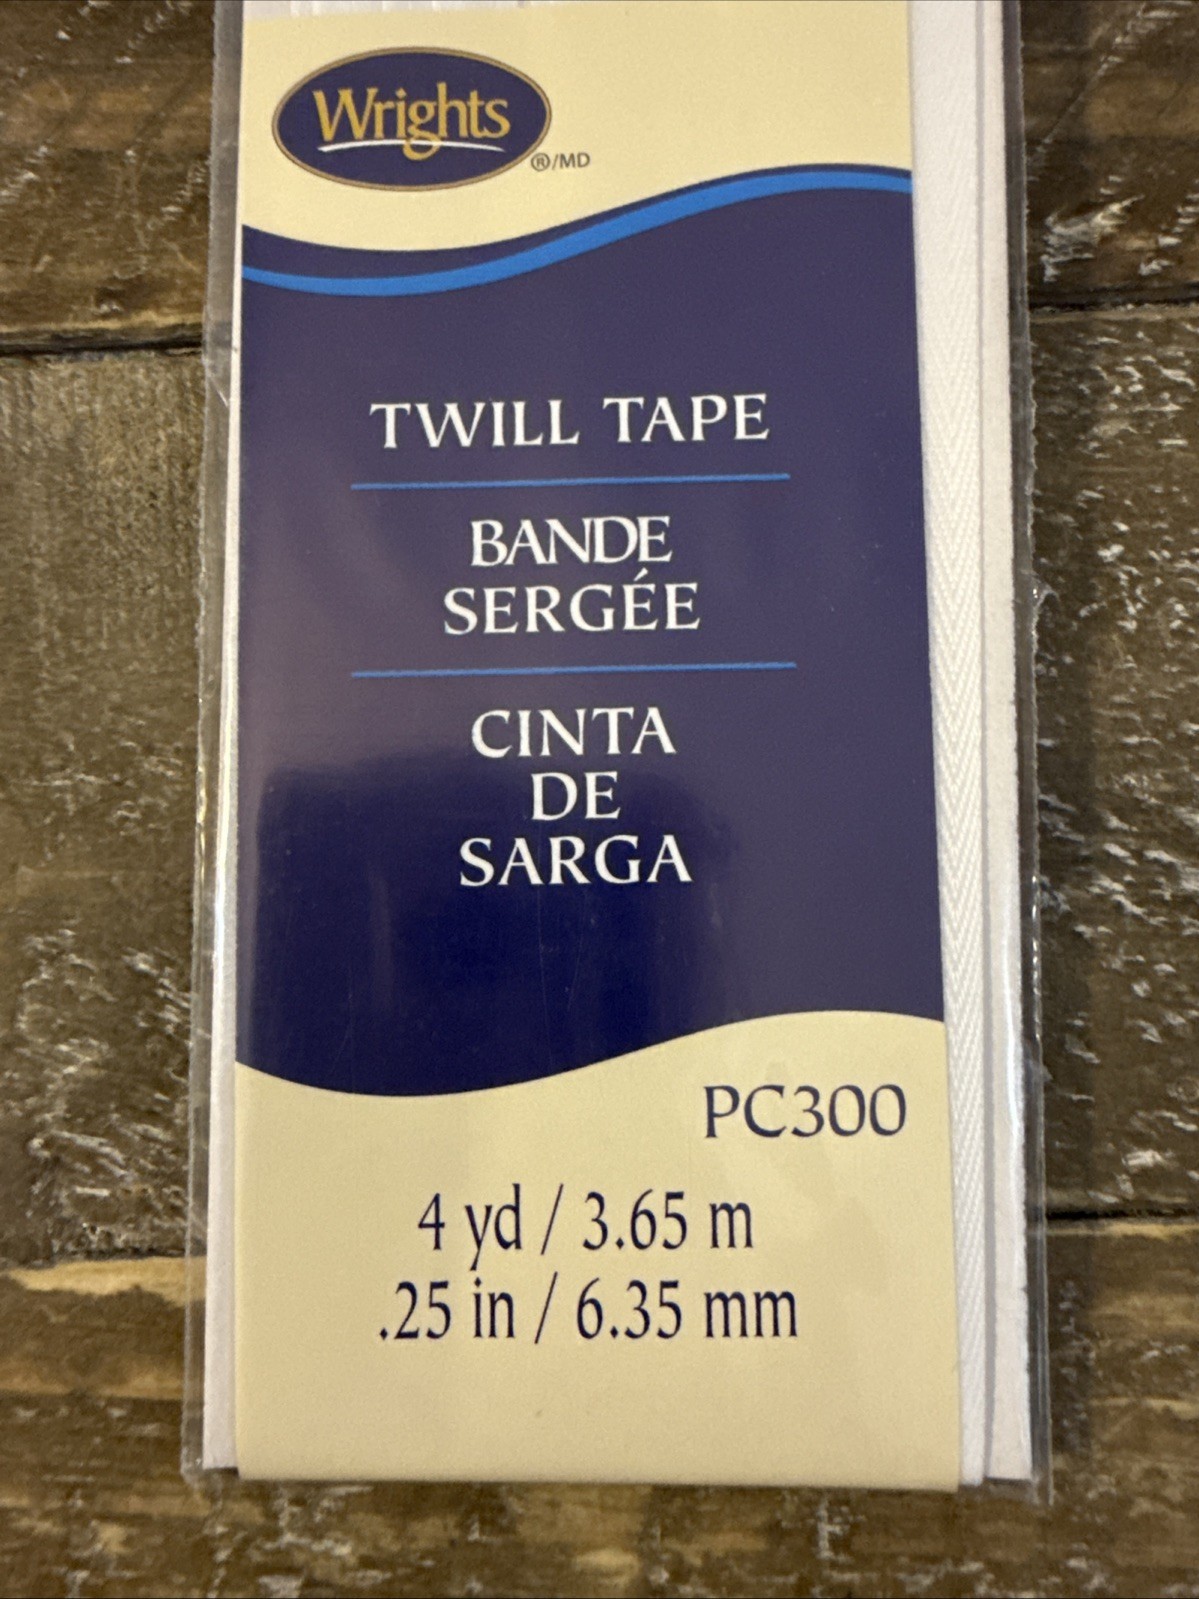 Wrights
®/MD
TWILL TAPE
BANDE
SERGÉE
CINTA
DE
SARGA
PC300
4 yd / 3.65 m
.25 in / 6.35 mm